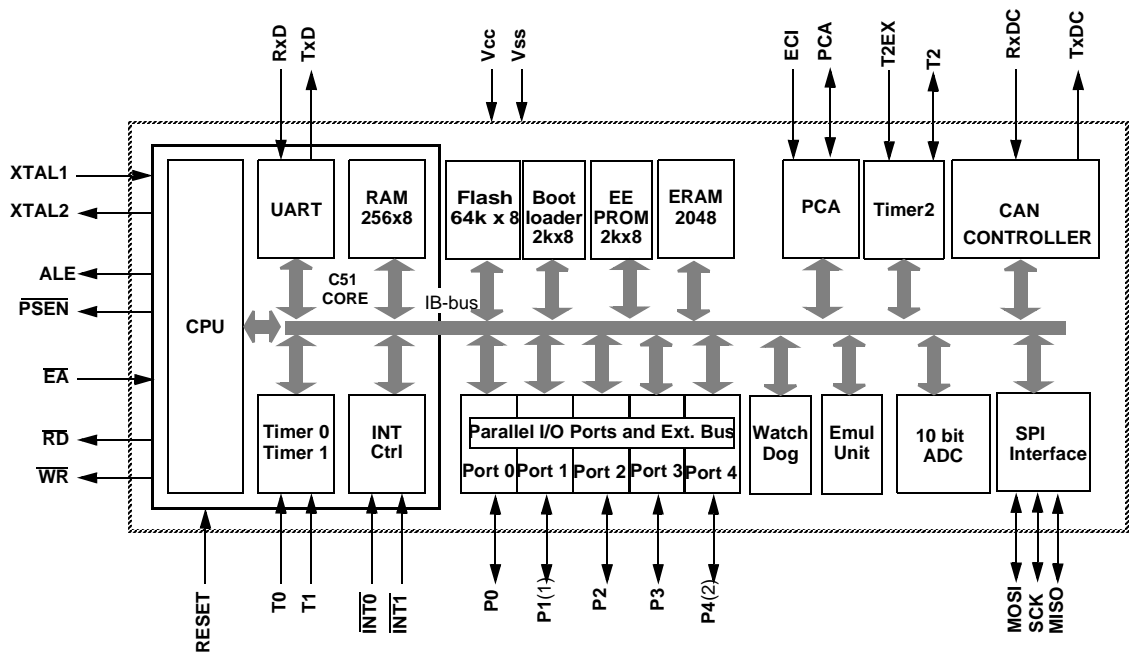 RxD
TxD
Vcc
Vss
ECI
PCA
T2EX
T2
RxDC
TxDC
XTAL1
XTAL2
ALE
PSEN
EA
RD
WR
CPU
UART
RAM
256x8
C51
CORE
IB-bus
Flash
64k x 8
Boot
loader
2kx8
EE
PROM
2kx8
ERAM
2048
PCA
Timer2
CAN
CONTROLLER
Timer 0
Timer 1
INT
Ctrl
Parallel I/O Ports and Ext. Bus
Port 0
Port 1
Port 2
Port 3
Port 4
Watch
Dog
Emul
Unit
10 bit
ADC
SPI
Interface
RESET
T0
T1
INT0
INT1
P0
P1(1)
P2
P3
P4(2)
MOSI
SCK
MISO